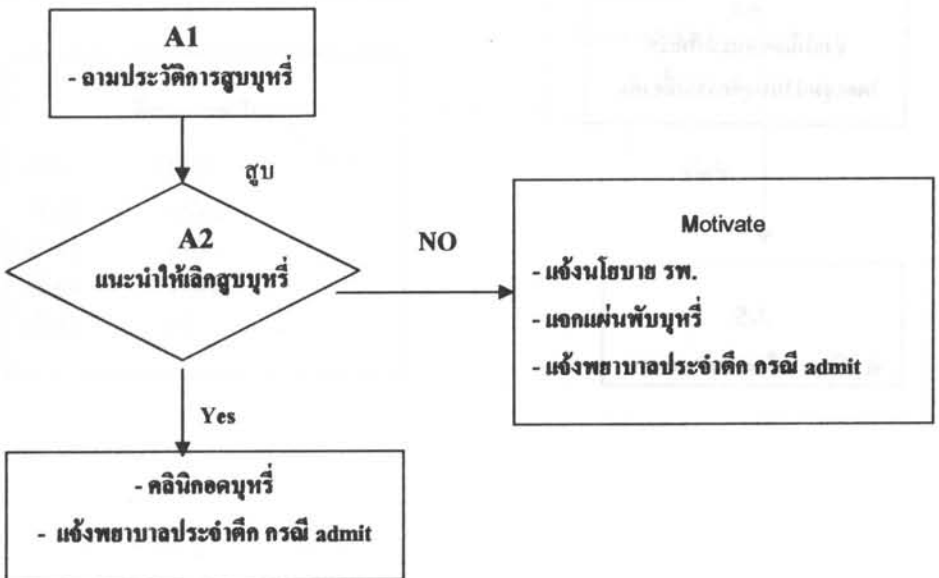 A1
- ถามประวัติการสูบบุหรี่
สูบ
A2
แนะนำให้เลิกสูบบุหรี่
NO
Motivate
- แจ้งนโยบาย รพ.
- แจกแผ่นพับบุหรี่
- แจ้งพยาบาลประจำตึก กรณี admit
Yes
- คลินิกอดบุหรี่
- แจ้งพยาบาลประจำตึก กรณี admit